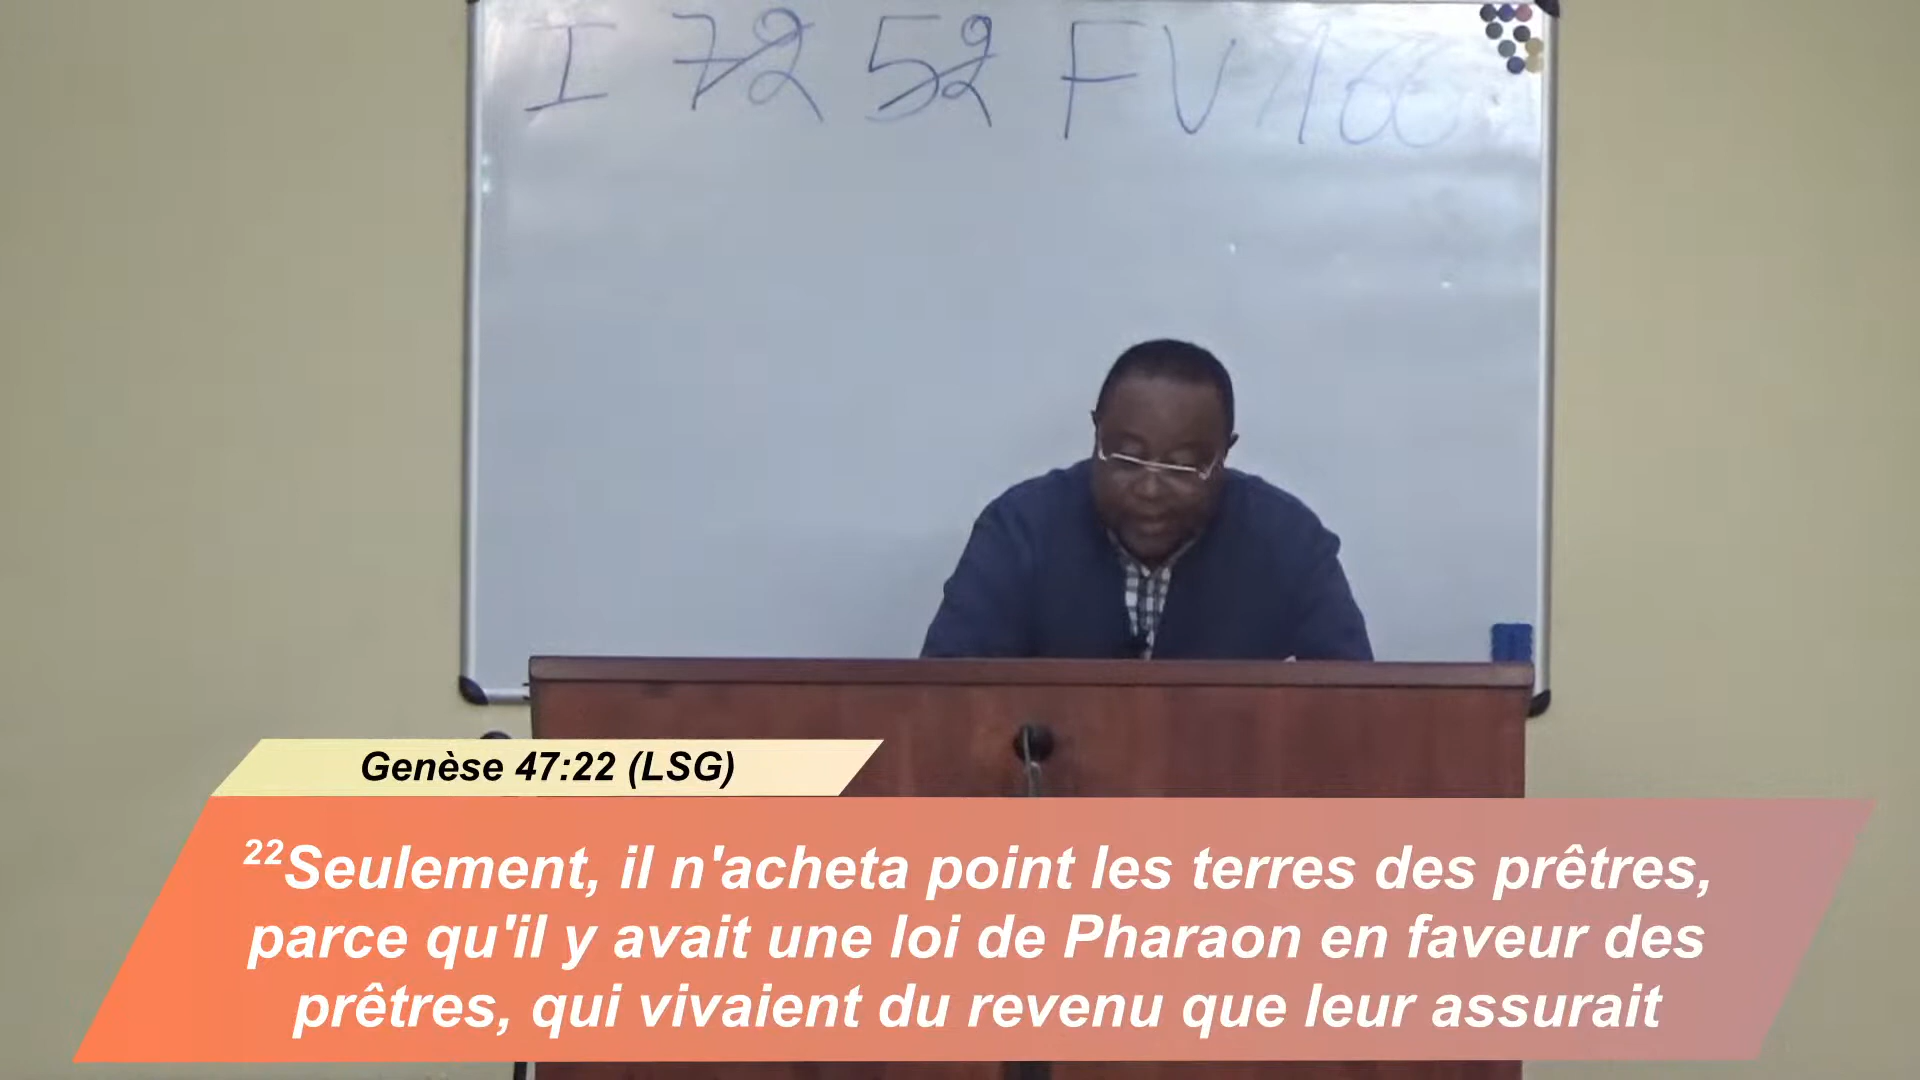 I 72 52 FV 166
Genèse 47:22 (LSG)
22Seulement, il n'acheta point les terres des prêtres,
parce qu'il y avait une loi de Pharaon en faveur des
prêtres, qui vivaient du revenu que leur assurait